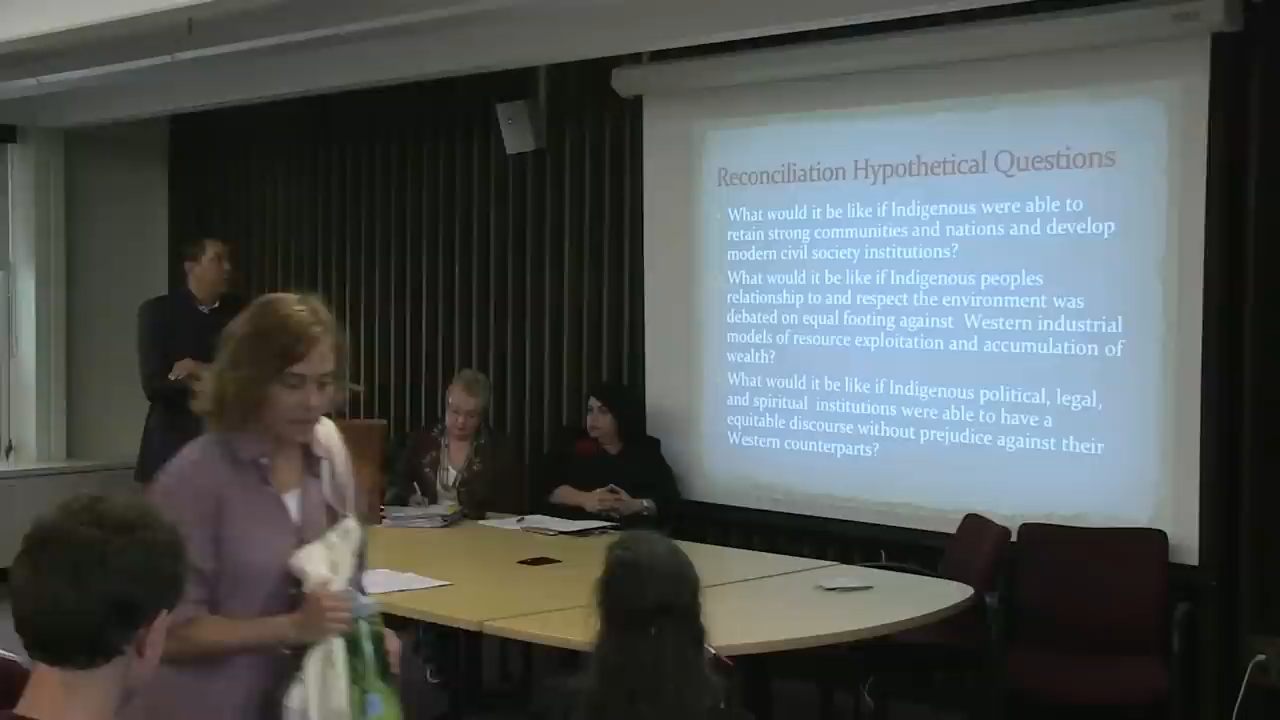 Reconciliation Hypothetical Questions
What would it be like if Indigenous were able to
retain strong communities and nations and develop
modern civil society institutions?
What would it be like if Indigenous peoples
relationship to and respect the environment was
debated on equal footing against Western industrial
models of resource exploitation and accumulation of
wealth?
What would it be like if Indigenous political, legal,
and spiritual institutions were able to have a
equitable discourse without prejudice against their
Western counterparts?